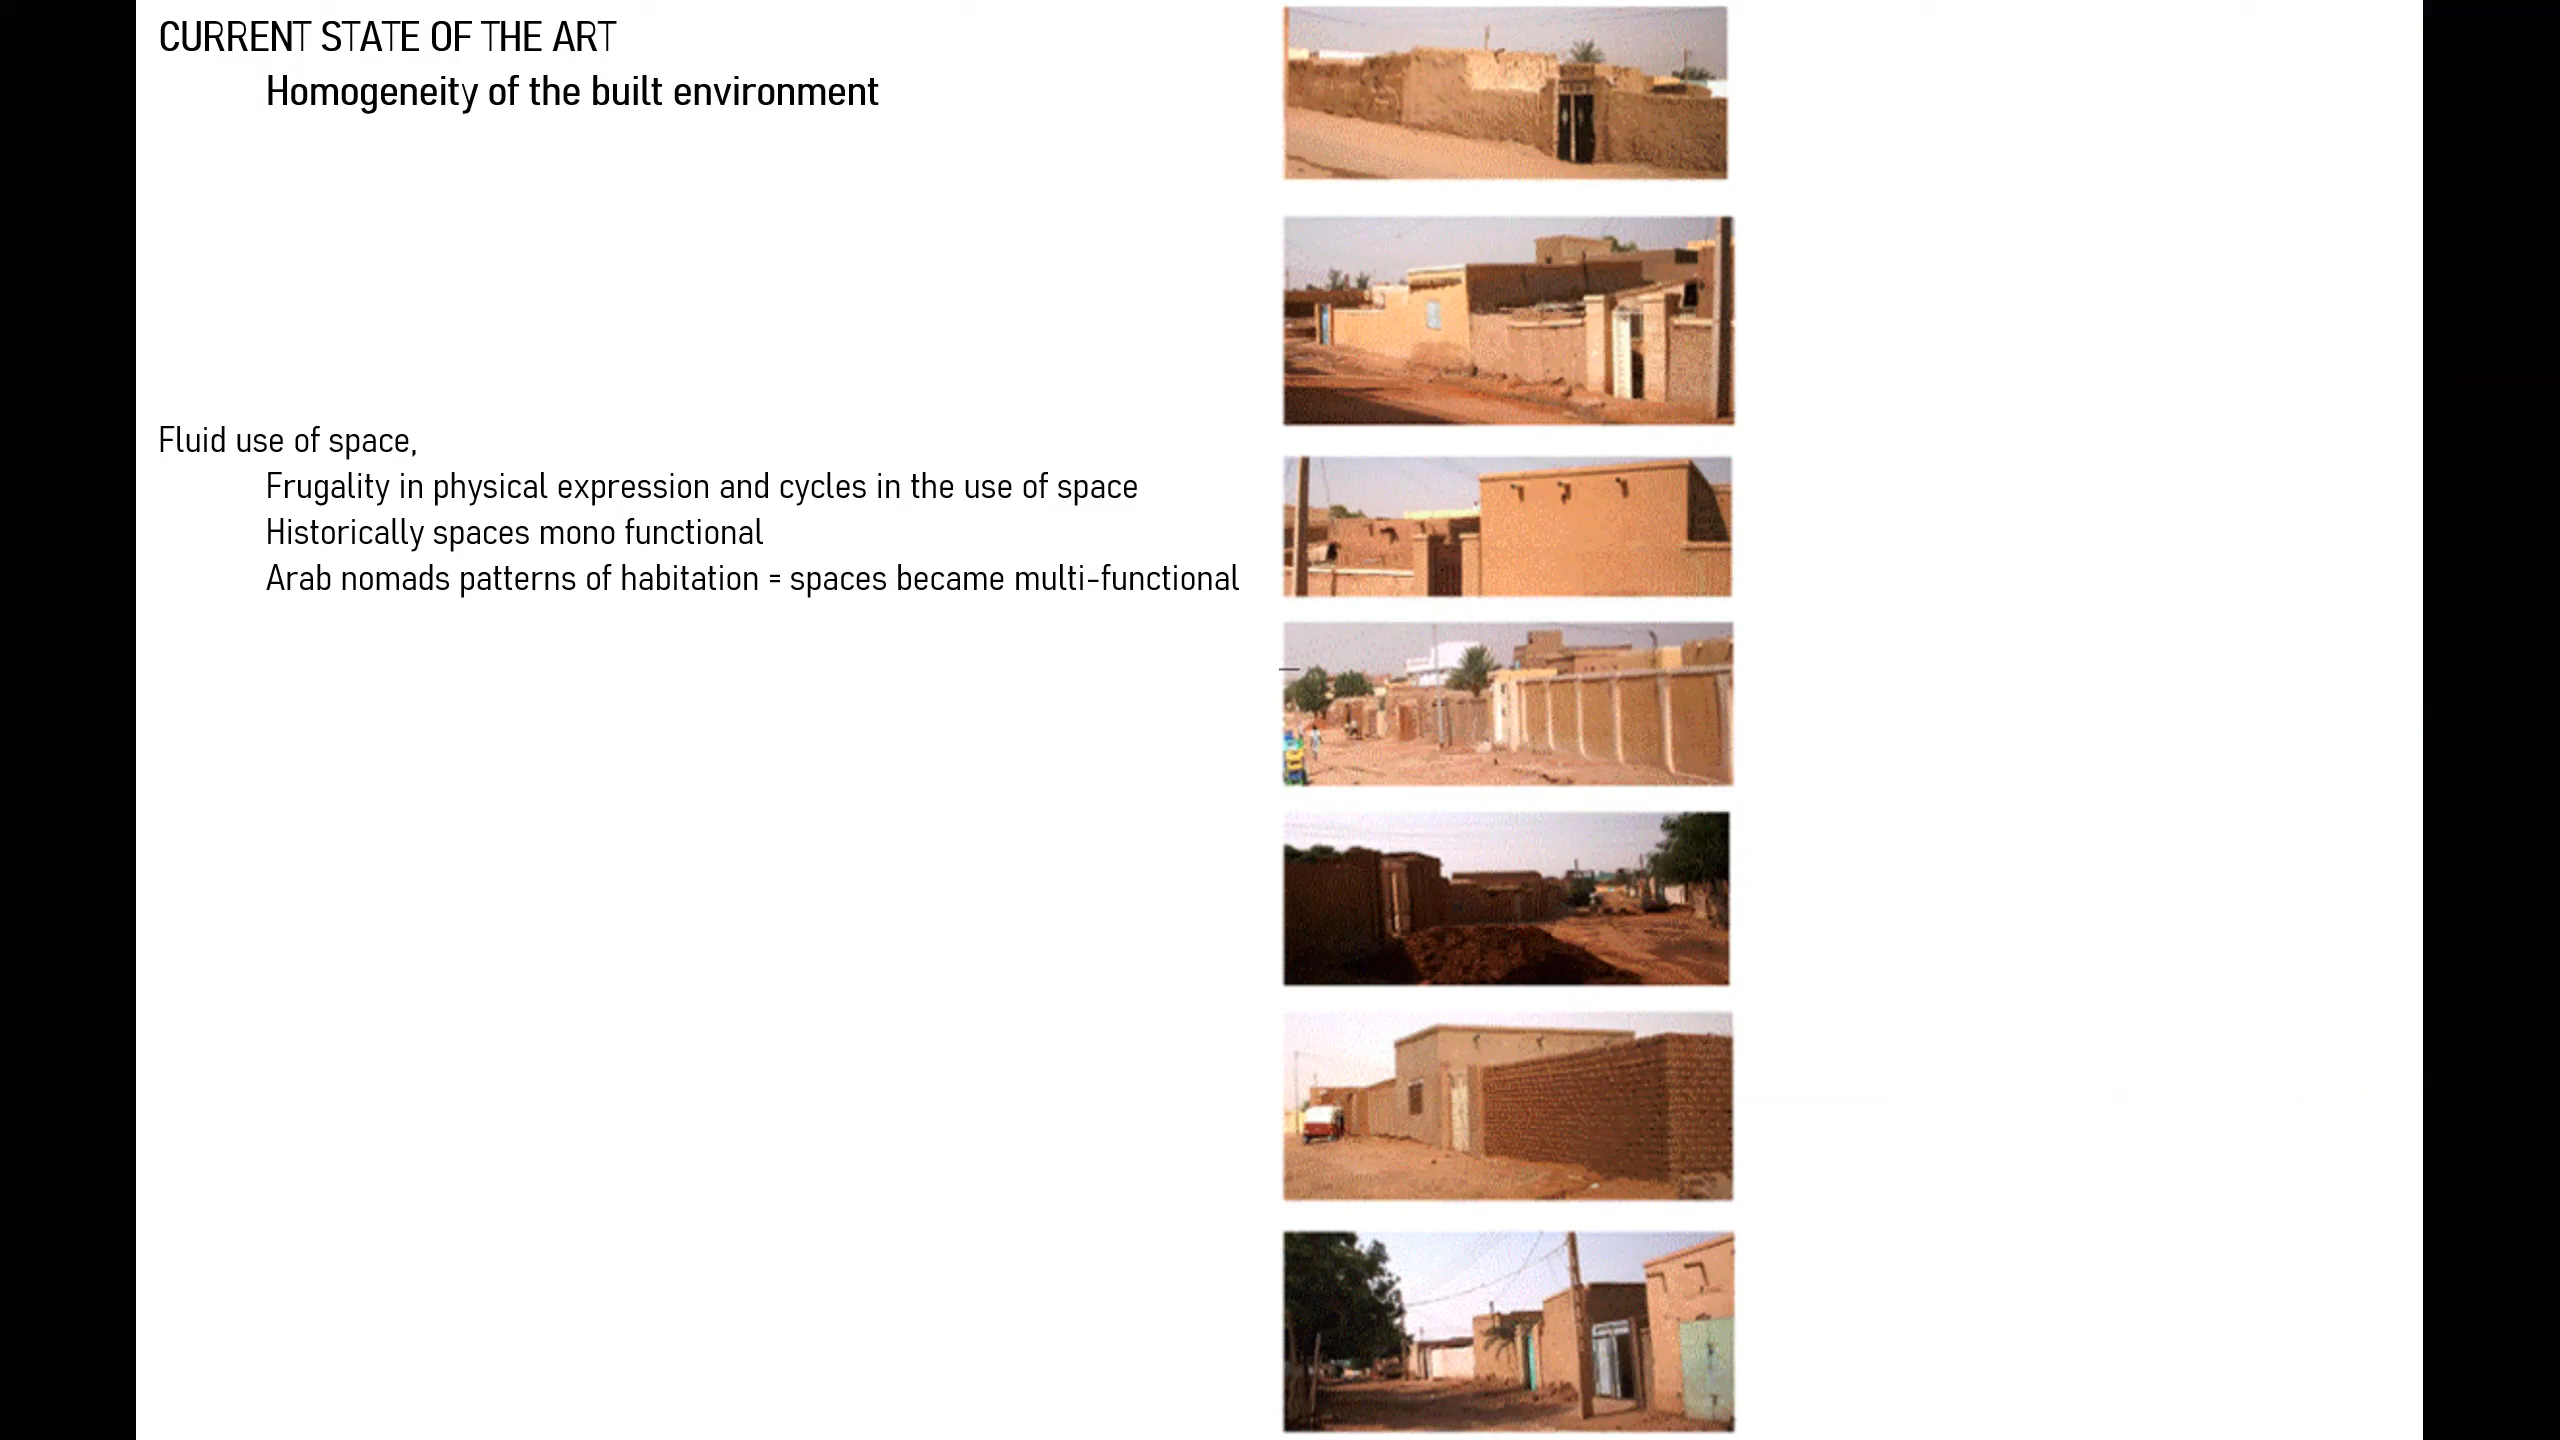 CURRENT STATE OF THE ART
Homogeneity of the built environment
Fluid use of space,
Frugality in physical expression and cycles in the use of space
Historically spaces mono functional
Arab nomads patterns of habitation = spaces became multi-functional